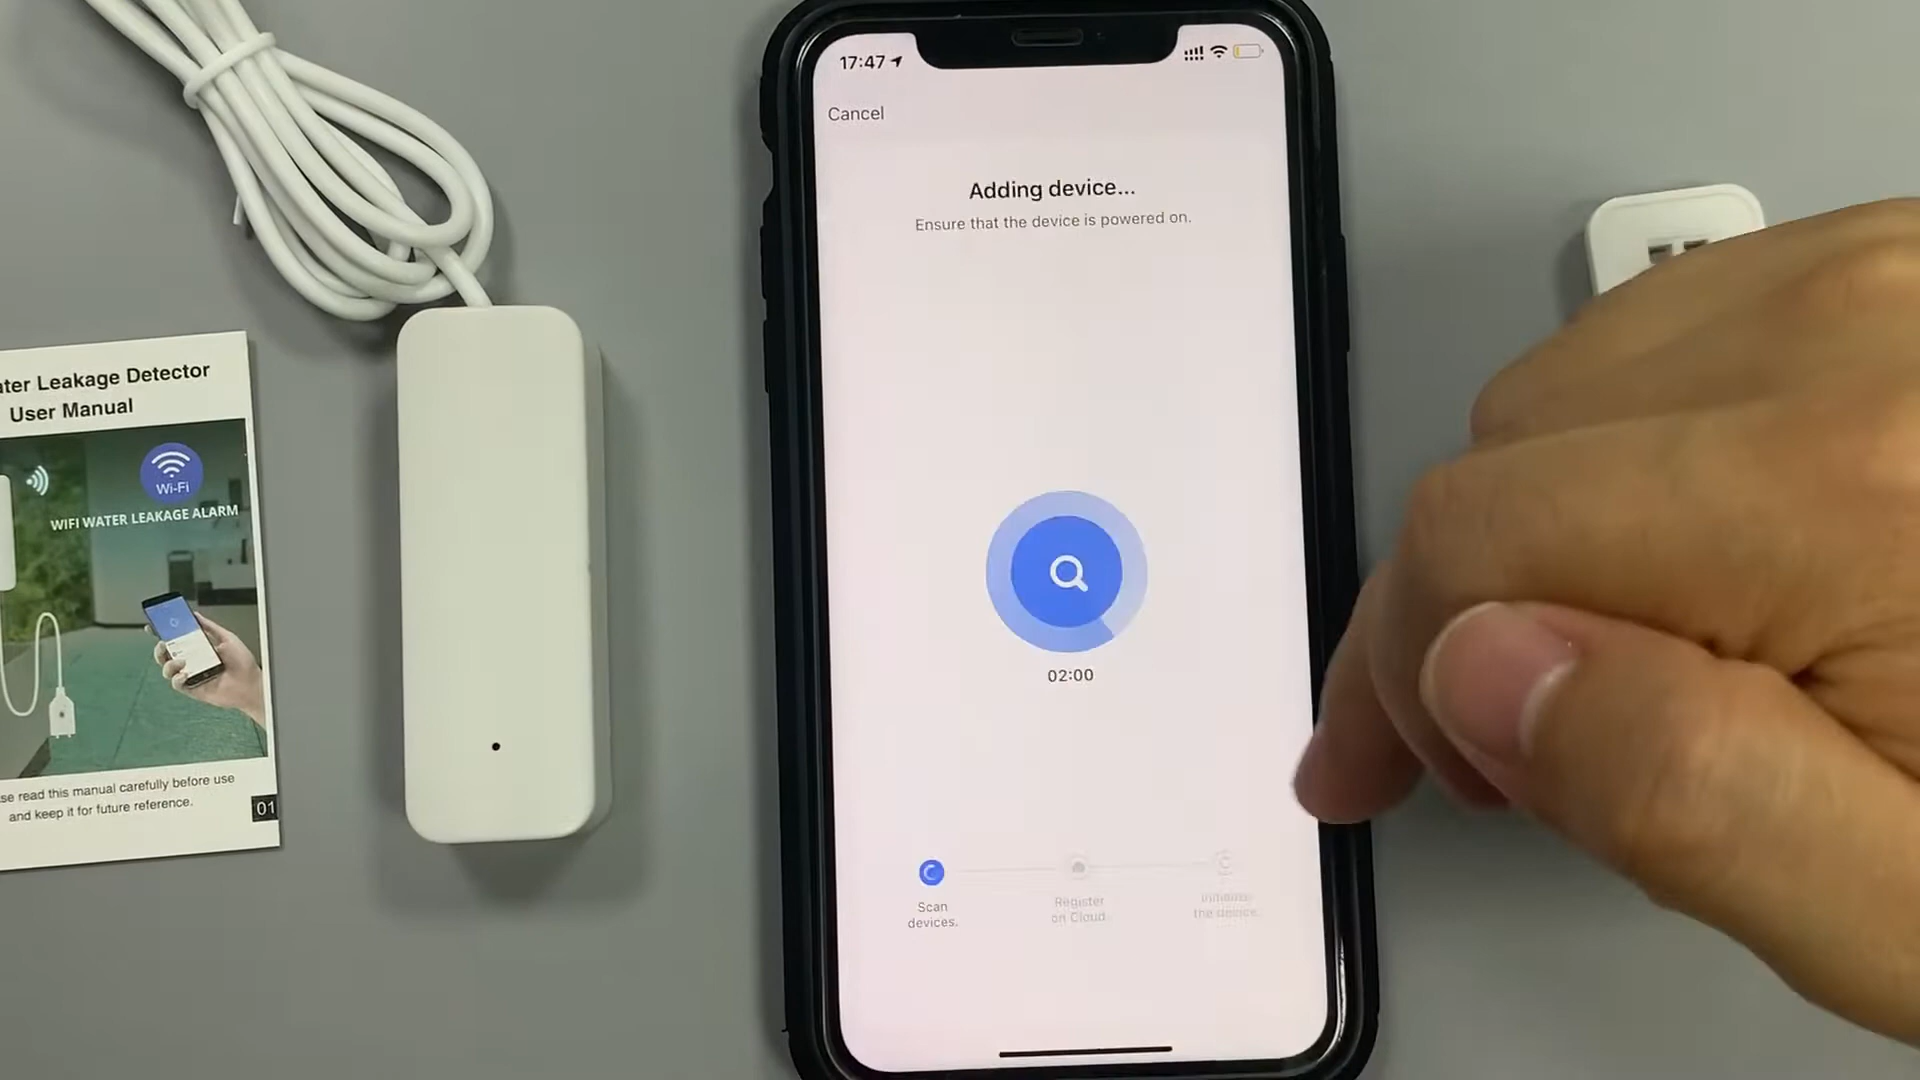 17:47
Cancel
Adding device...
Ensure that the device is powered on.
02:00
Scan
devices.
Register
on Cloud.
the device.
Leakage Detector
User Manual
Wi-Fi
WIFI WATER LEAKAGE ALARM
read this manual carefully before use
and keep it for future reference.
01